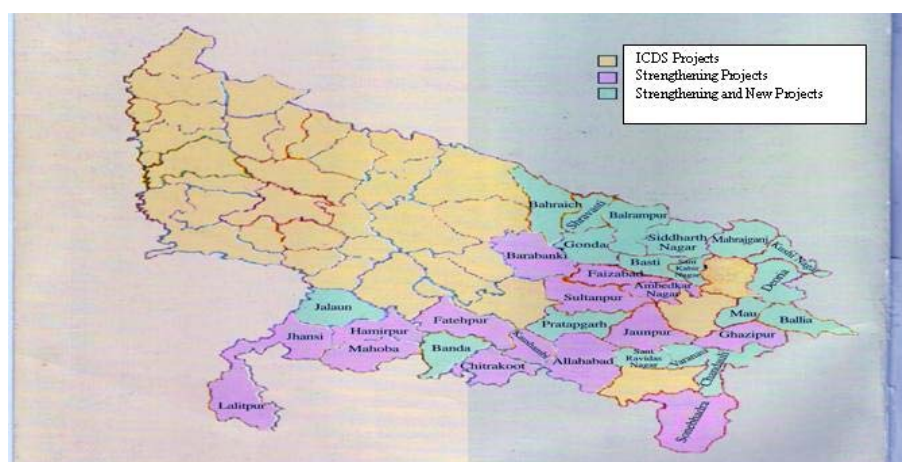 ICDS Projects
Strengthening Projects
Strengthening and New Projects
Bahraich
Shravasti
Balrampur
Gonda
Siddharth
Nagar
Mahrajganj
Kushi Nagar
Barabanki
Basti
Sant
Kabir
Nagar
Deoria
Faizabad
Ambedkar
Nagar
Sultanpur
Jalaun
Mau
Ballia
Fatehpur
Pratapgarh
Jaunpur
Ghazipur
Jhansi
Hamirpur
Mahoba
Banda
Kaushambi
Chitrakoot
Allahabad
Sant
Ravidas
Nagar
Varanasi
Chandauli
Lalitpur
Sonebhadra